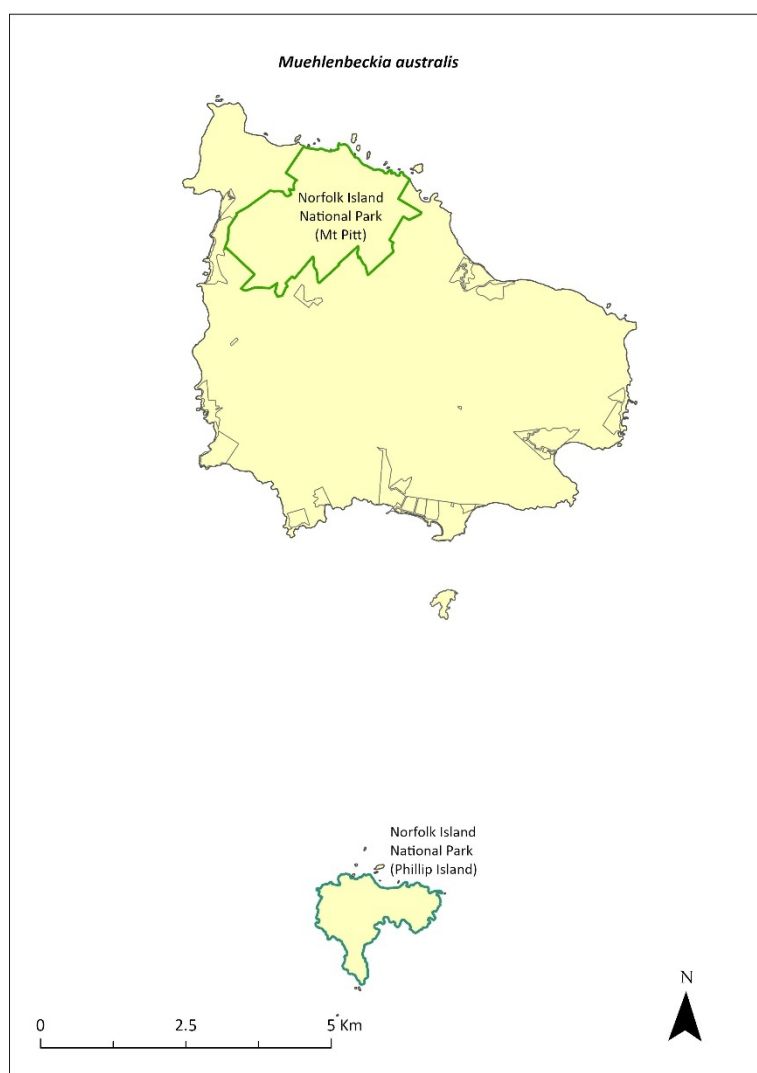 Muehlenbeckia australis
Norfolk Island
National Park
(Mt Pitt)
Norfolk Island
National Park
(Phillip Island)
N
0 2.5 5 Km